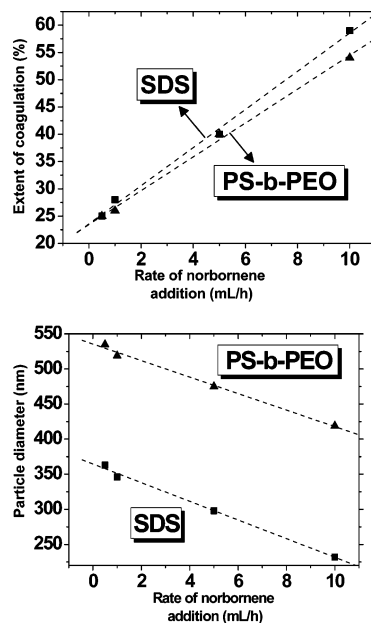 60
55
50
45
40
35
30
25
20
Extent of coagulation (%)
SDS
PS-b-PEO
0 2 4 6 8 10
Rate of norbornene
addition (mL/h)
550
500
450
400
350
300
250
Particle diameter (nm)
PS-b-PEO
SDS
0 2 4 6 8 10
Rate of norbornene
addition (mL/h)